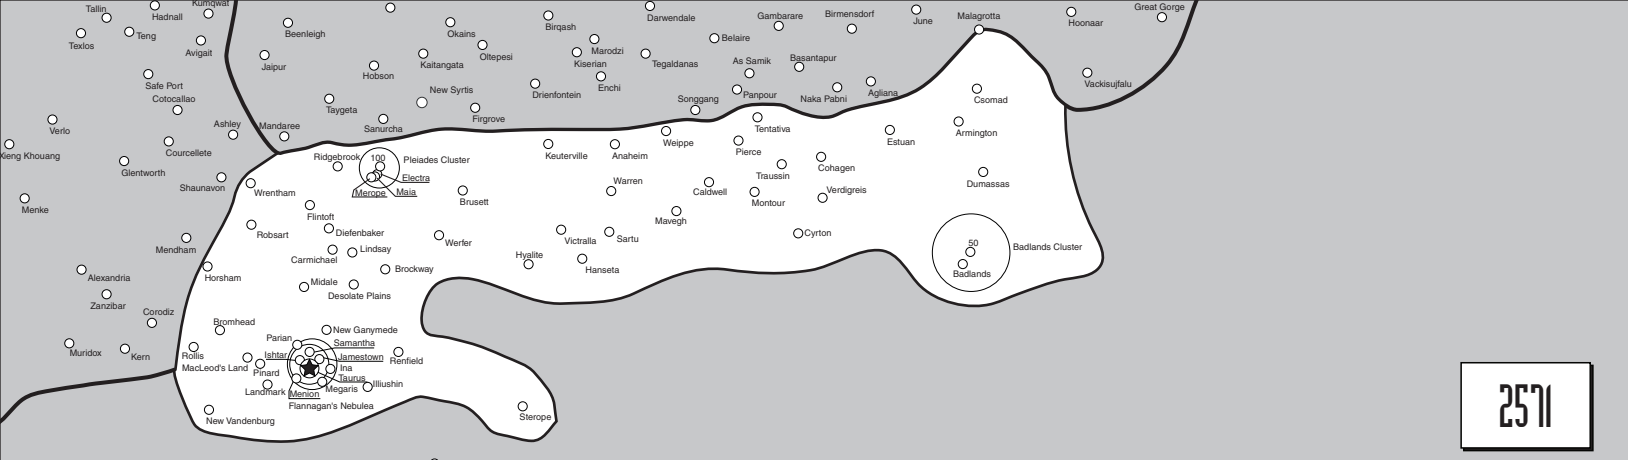 Tallin
Hadnall
Kumqwat
Texlos
Teng
Avigait
Beenleigh
Okains
Birqash
Darwendale
Gambarare
Birmensdorf
June
Malagrotta
Hoonaar
Great Gorge
Jaipur
Hobson
Kaitangata
Oltepesi
Marodzi
Kiserian
Belaire
Tegaldanas
As Samik
Basantapur
Vackisujfalu
Safe Port
Cotocallao
Taygeta
New Syrtis
Firgrove
Drienfontein
Enchi
Songgang
Panpour
Naka Pabni
Agliana
Csomad
Verlo
Ashley
Mandaree
Sanurcha
Tentativa
Armington
Estuan
Xieng Khouang
Courcellete
Glentworth
Ridgebrook
100
Pleiades Cluster
Keuterville
Anaheim
Weippe
Pierce
Cohagen
Traussin
Shaunavon
Wrentham
Electra
Merope
Maia
Brusett
Warren
Caldwell
Montour
Verdigreis
Dumassas
Menke
Flintoft
Mavegh
Robsart
Diefenbaker
Werfer
Victralla
Sartu
Cyrton
Mendham
Carmichael
Lindsay
Hyalite
Hanseta
50
Badlands Cluster
Badlands
Alexandria
Horsham
Brockway
Midale
Desolate Plains
Zanzibar
Corodiz
Bromhead
New Ganymede
Parian
Samantha
Muridox
Kern
Rollis
Ishtar
Jamestown
Renfield
MacLeod's Land
Pinard
Ina
Taurus
Illiushin
Landmark
Menion
Megaris
Flannagan's Nebulea
New Vandenburg
Sterope
2571